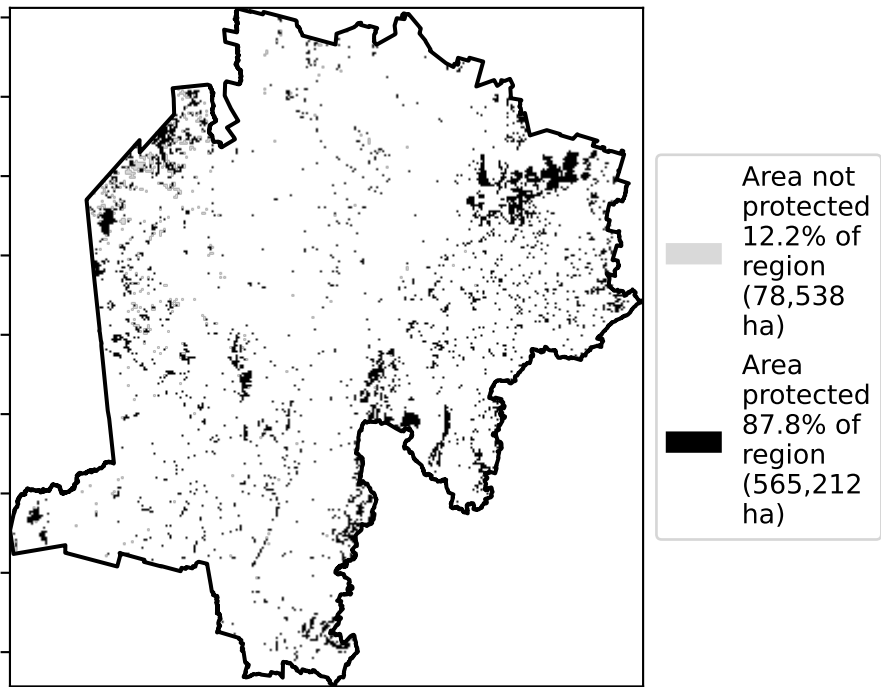 Area not
protected
12.2% of
region
(78,538
ha)
Area
protected
87.8% of
region
(565,212
ha)